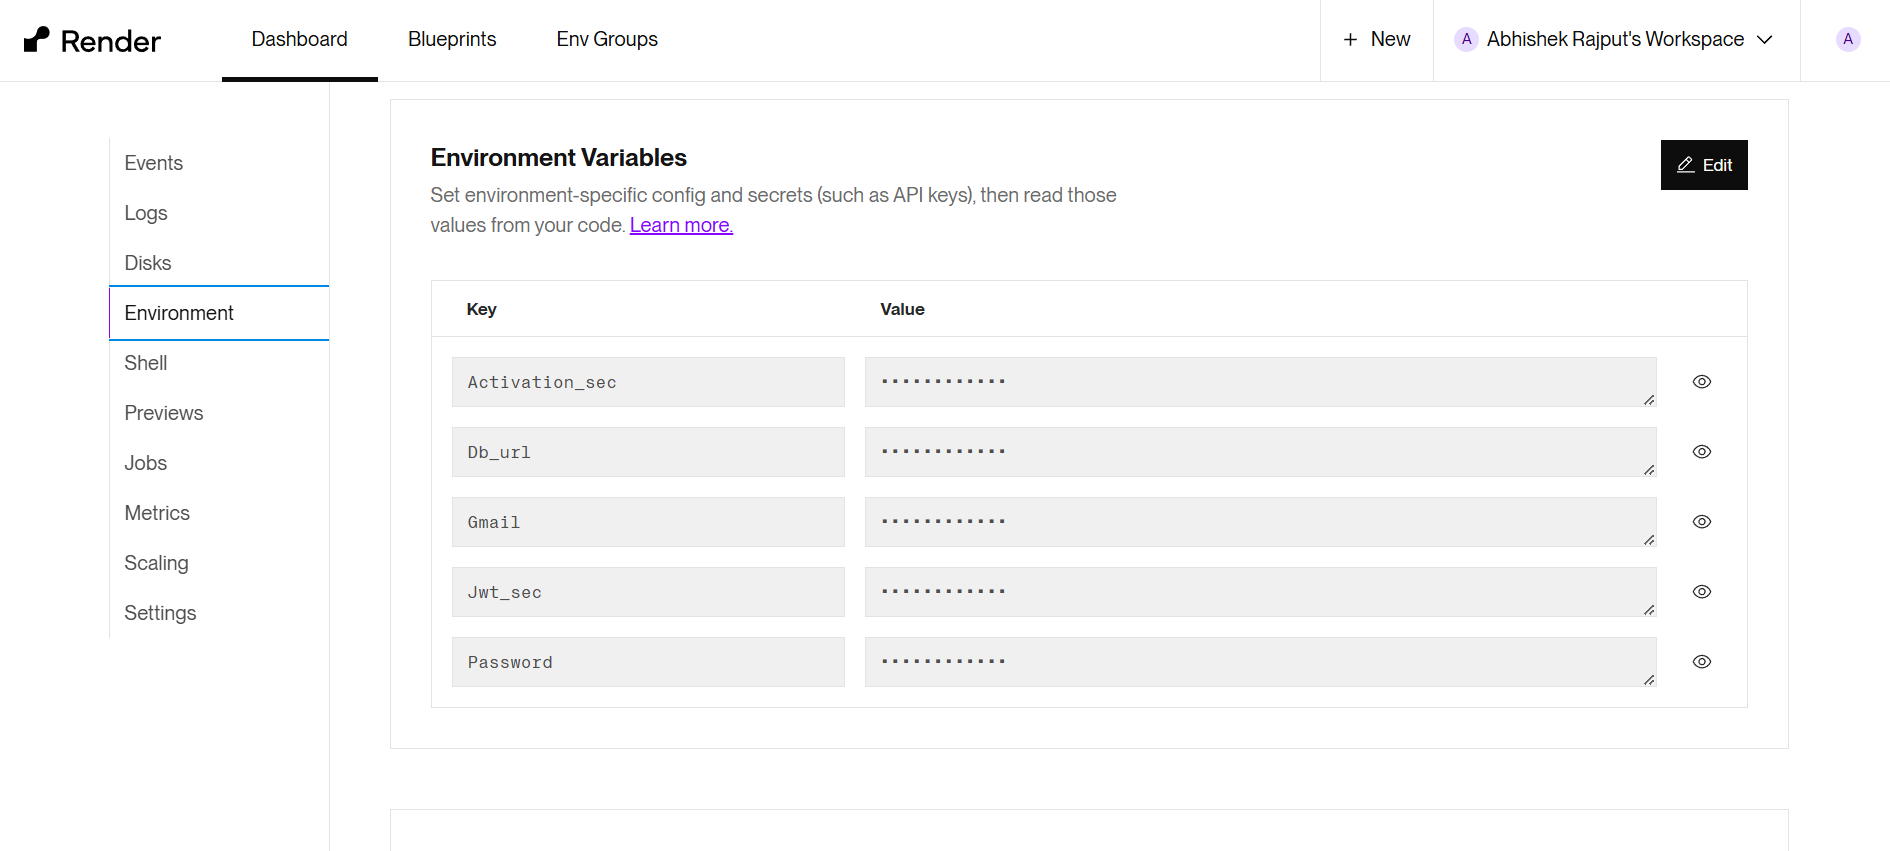 Render
Dashboard
Blueprints
Env Groups
+ New
A
Abhishek Rajput's Workspace
A
Events
Logs
Disks
Environment
Shell
Previews
Jobs
Metrics
Scaling
Settings
Environment Variables
Edit
Set environment-specific config and secrets (such as API keys), then read those
values from your code. Learn more.
Key Value
Activation_sec ••••••••••••
Db_url ••••••••••••
Gmail ••••••••••••
Jwt_sec ••••••••••••
Password ••••••••••••